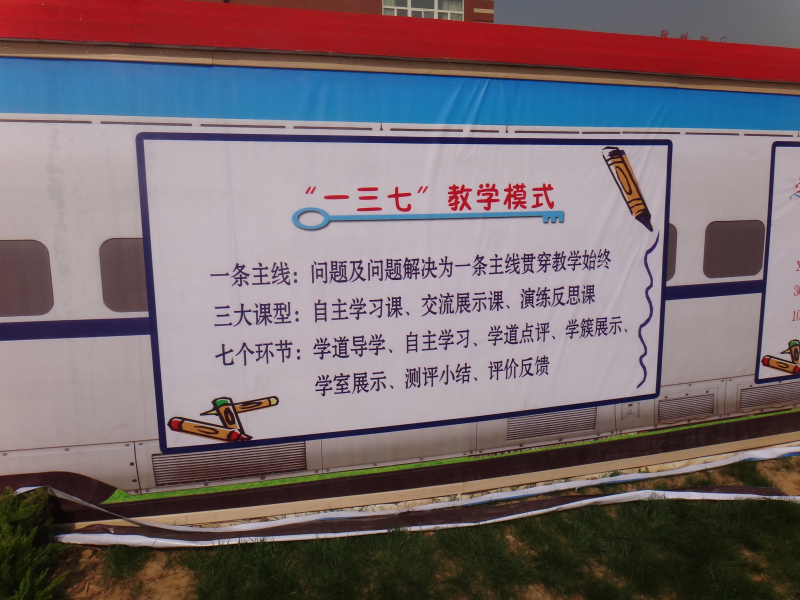 “一三七”教学模式
一条主线：问题及问题解决为一条主线贯穿教学始终
三大课型：自主学习课、交流展示课、演练反思课
七个环节：学道导学、自主学习、学道点评、学簇展示、
学室展示、测评小结、评价反馈